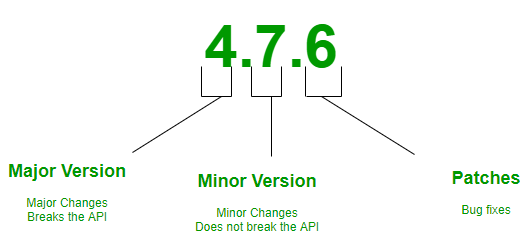 4.7.6
Major Version
Major Changes
Breaks the API
Minor Version
Minor Changes
Does not break the API
Patches
Bug fixes